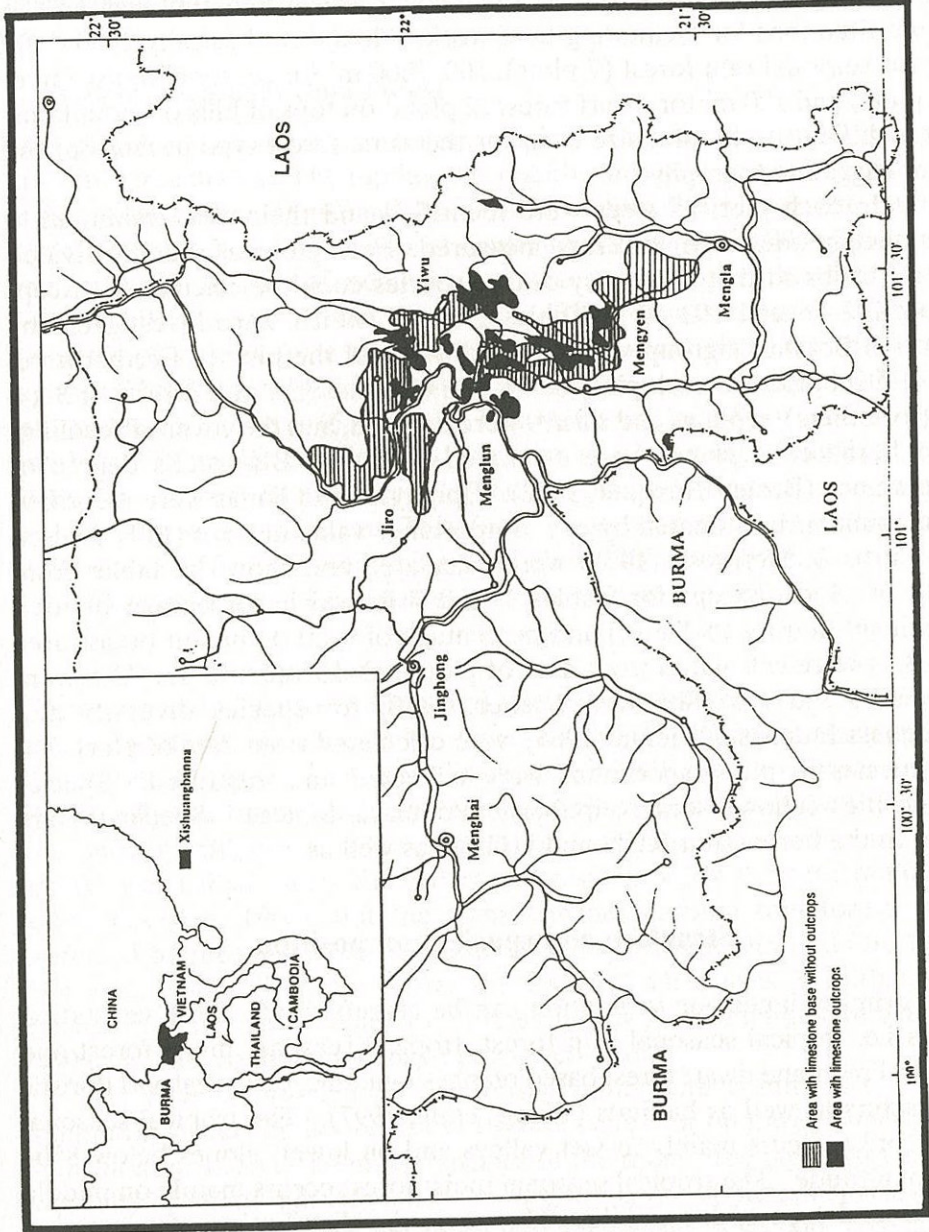 CHINA
BURMA
VIETNAM
LAOS
THAILAND
CAMBODIA
Xishuangbanna
22°
30'
LAOS
22°
Yiwu
Jiro
Menglun
Jinghong
Menghai
Mengyen
Mengla
21°
30'
BURMA
BURMA
LAOS
100°
100°
30'
101°
101°
30'
Area with limestone base without outcrops
Area with limestone outcrops